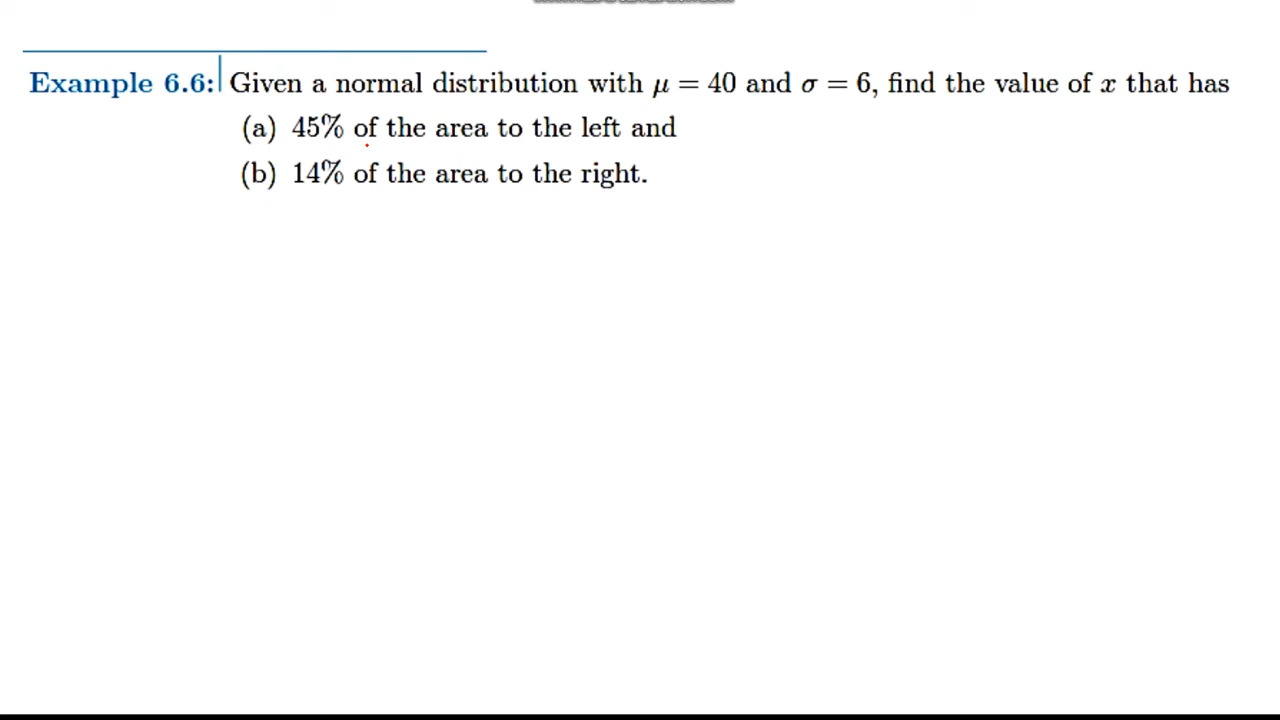 Example 6.6: Given a normal distribution with μ = 40 and σ = 6, find the value of x that has
(a) 45% of the area to the left and
(b) 14% of the area to the right.